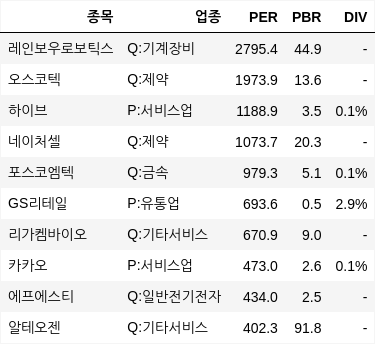 종목 업종 PER PBR DIV
레인보우로보틱스 Q:기계장비 2795.4 44.9 -
오스코텍 Q:제약 1973.9 13.6 -
하이브 P:서비스업 1188.9 3.5 0.1%
네이처셀 Q:제약 1073.7 20.3 -
포스코엠텍 Q:금속 979.3 5.1 0.1%
GS리테일 P:유통업 693.6 0.5 2.9%
리가켐바이오 Q:기타서비스 670.9 9.0 -
카카오 P:서비스업 473.0 2.6 0.1%
에프에스티 Q:일반전기전자 434.0 2.5 -
알테오젠 Q:기타서비스 402.3 91.8 -